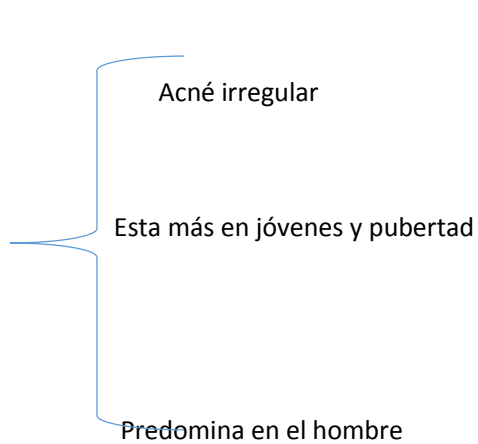 Acné irregular
Esta más en jóvenes y pubertad
Predomina en el hombre